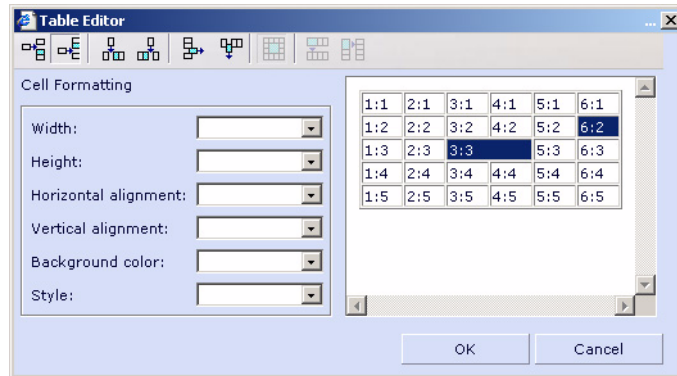 Table Editor ...
Cell Formatting
Width:
Height:
Horizontal alignment:
Vertical alignment:
Background color:
Style:
1:1 2:1 3:1 4:1 5:1 6:1
1:2 2:2 3:2 4:2 5:2 6:2
1:3 2:3 3:3 5:3 6:3
1:4 2:4 3:4 4:4 5:4 6:4
1:5 2:5 3:5 4:5 5:5 6:5
OK Cancel